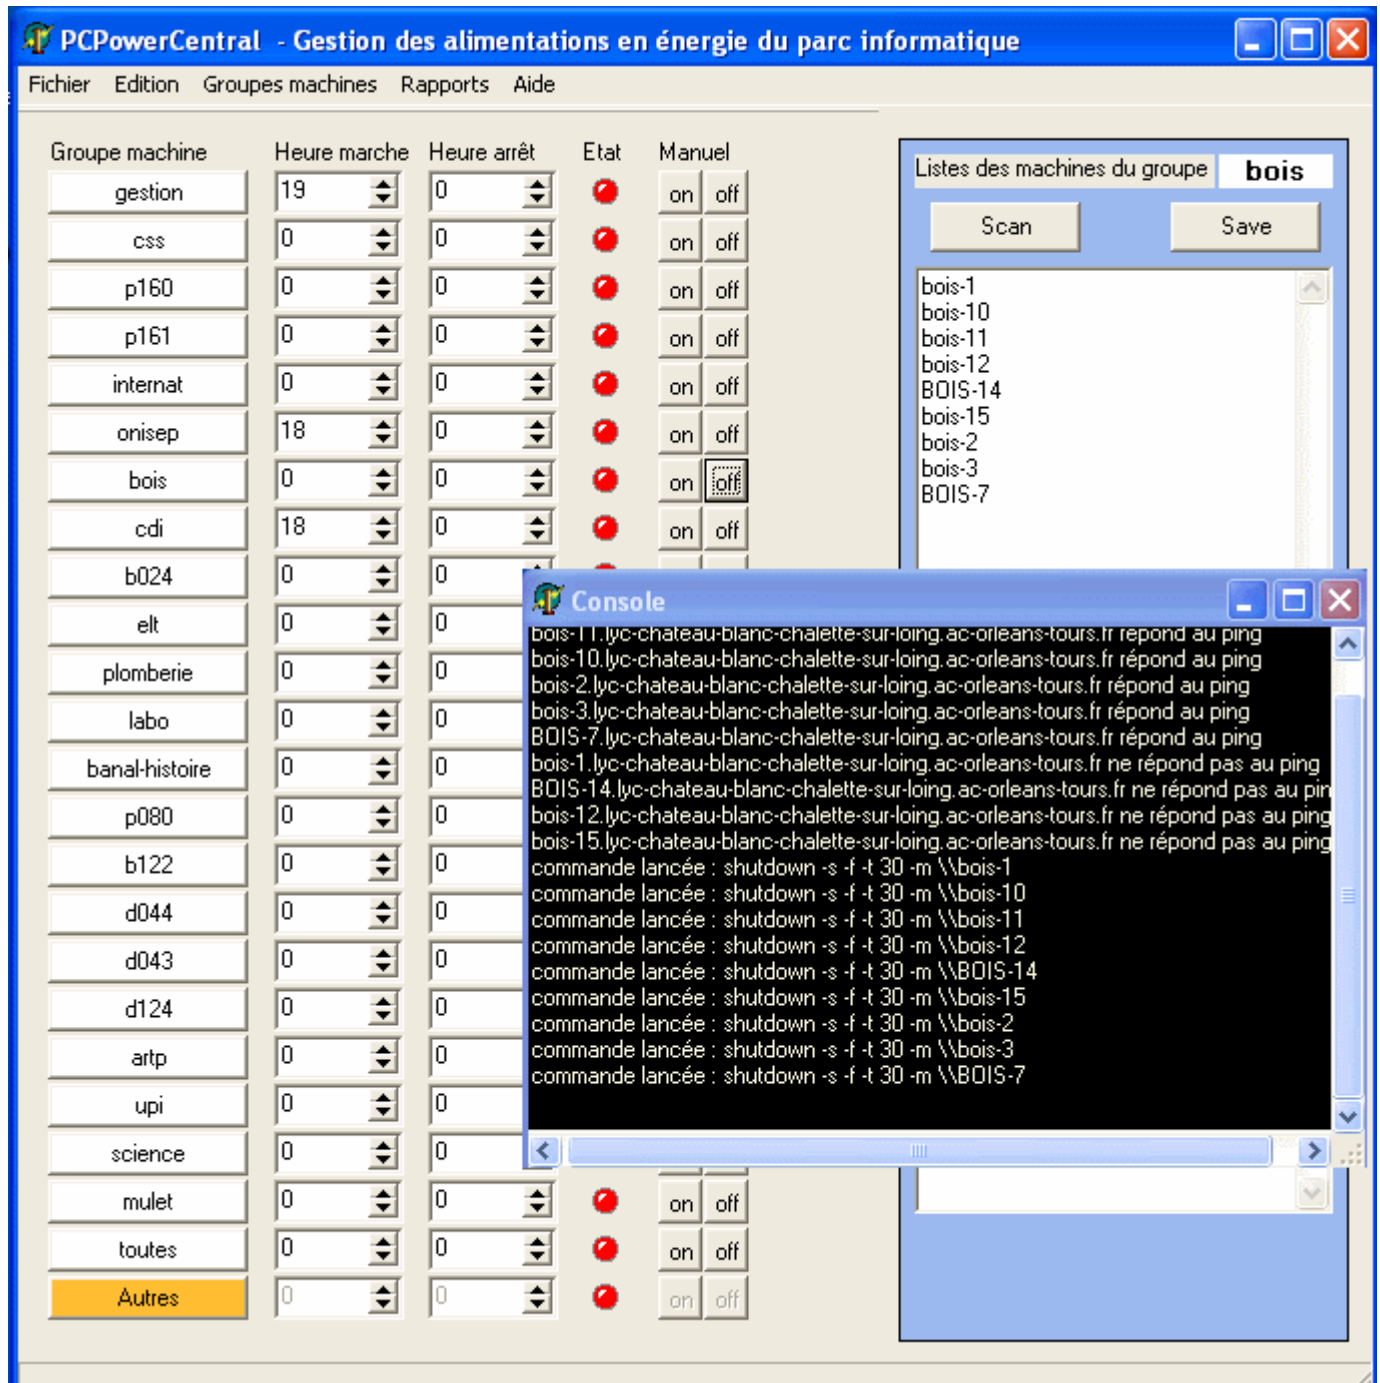 PCPowerCentral - Gestion des alimentations en énergie du parc informatique
Fichier Edition Groupes machines Rapports Aide
Groupe machine Heure marche Heure arrêt Etat Manuel
gestion 19 0 on off
css 0 0 on off
p160 0 0 on off
p161 0 0 on off
internat 0 0 on off
onisep 18 0 on off
bois 0 0 on off
cdi 18 0 on off
b024 0 0
elt 0 0
plomberie 0 0
labo 0 0
banal-histoire 0 0
p080 0 0
b122 0 0
d044 0 0
d043 0 0
d124 0 0
artp 0 0
upi 0 0
science 0 0
mulet 0 0 on off
toutes 0 0 on off
Autres 0 0 on off
Listes des machines du groupe bois
Scan Save
bois-1
bois-10
bois-11
bois-12
BOIS-14
bois-15
bois-2
bois-3
BOIS-7
Console
bois-11.lyc-chateau-blanc-chalette-sur-loing.ac-orleans-tours.fr répond au ping
bois-10.lyc-chateau-blanc-chalette-sur-loing.ac-orleans-tours.fr répond au ping
bois-2.lyc-chateau-blanc-chalette-sur-loing.ac-orleans-tours.fr répond au ping
bois-3.lyc-chateau-blanc-chalette-sur-loing.ac-orleans-tours.fr répond au ping
BOIS-7.lyc-chateau-blanc-chalette-sur-loing.ac-orleans-tours.fr répond au ping
bois-1.lyc-chateau-blanc-chalette-sur-loing.ac-orleans-tours.fr ne répond pas au ping
BOIS-14.lyc-chateau-blanc-chalette-sur-loing.ac-orleans-tours.fr ne répond pas au pin
bois-12.lyc-chateau-blanc-chalette-sur-loing.ac-orleans-tours.fr ne répond pas au ping
bois-15.lyc-chateau-blanc-chalette-sur-loing.ac-orleans-tours.fr ne répond pas au ping
commande lancée : shutdown -s -f -t 30 -m \\bois-1
commande lancée : shutdown -s -f -t 30 -m \\bois-10
commande lancée : shutdown -s -f -t 30 -m \\bois-11
commande lancée : shutdown -s -f -t 30 -m \\bois-12
commande lancée : shutdown -s -f -t 30 -m \\BOIS-14
commande lancée : shutdown -s -f -t 30 -m \\bois-15
commande lancée : shutdown -s -f -t 30 -m \\bois-2
commande lancée : shutdown -s -f -t 30 -m \\bois-3
commande lancée : shutdown -s -f -t 30 -m \\BOIS-7